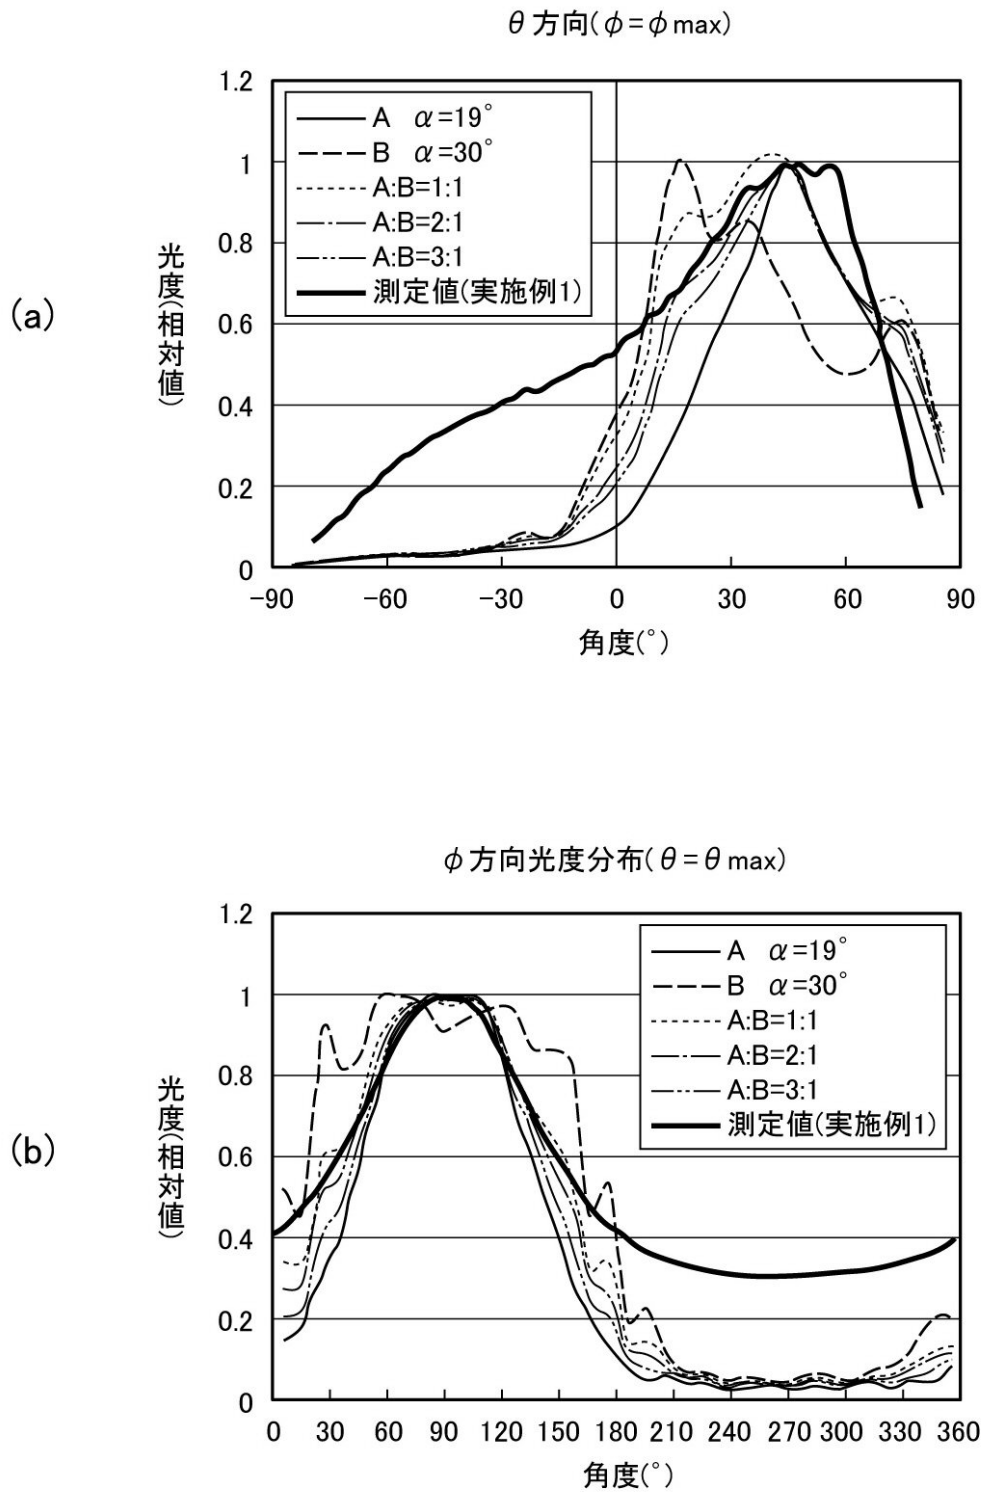 θ方向(φ=φmax)
(a)
光度(相対値)
1.2
1
0.8
0.6
0.4
0.2
0
A α=19°
B α=30°
A:B=1:1
A:B=2:1
A:B=3:1
測定値(実施例1)
−90
−60
−30
0
30
60
90
角度(°)
φ方向光度分布(θ=θmax)
(b)
光度(相対値)
1.2
1
0.8
0.6
0.4
0.2
0
A α=19°
B α=30°
A:B=1:1
A:B=2:1
A:B=3:1
測定値(実施例1)
0 30 60 90 120 150 180 210 240 270 300 330 360
角度(°)